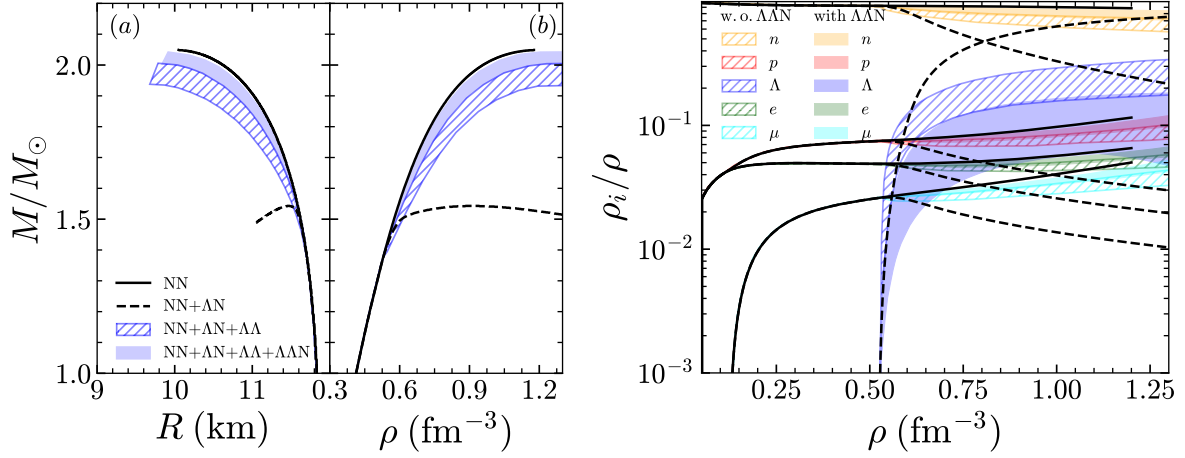 (a)
(b)
M/M⊙
2.0
1.5
1.0
NN
NN+ΛN
NN+ΛN+ΛΛ
NN+ΛN+ΛΛ+ΛΛN
9 10 11 12
0.3 0.6 0.9 1.2
R (km)
ρ (fm⁻³)
w. o. ΛΛN with ΛΛN
n n
p p
Λ Λ
e e
μ μ
ρᵢ/ρ
10⁻¹
10⁻²
10⁻³
0.25 0.50 0.75 1.00 1.25
ρ (fm⁻³)